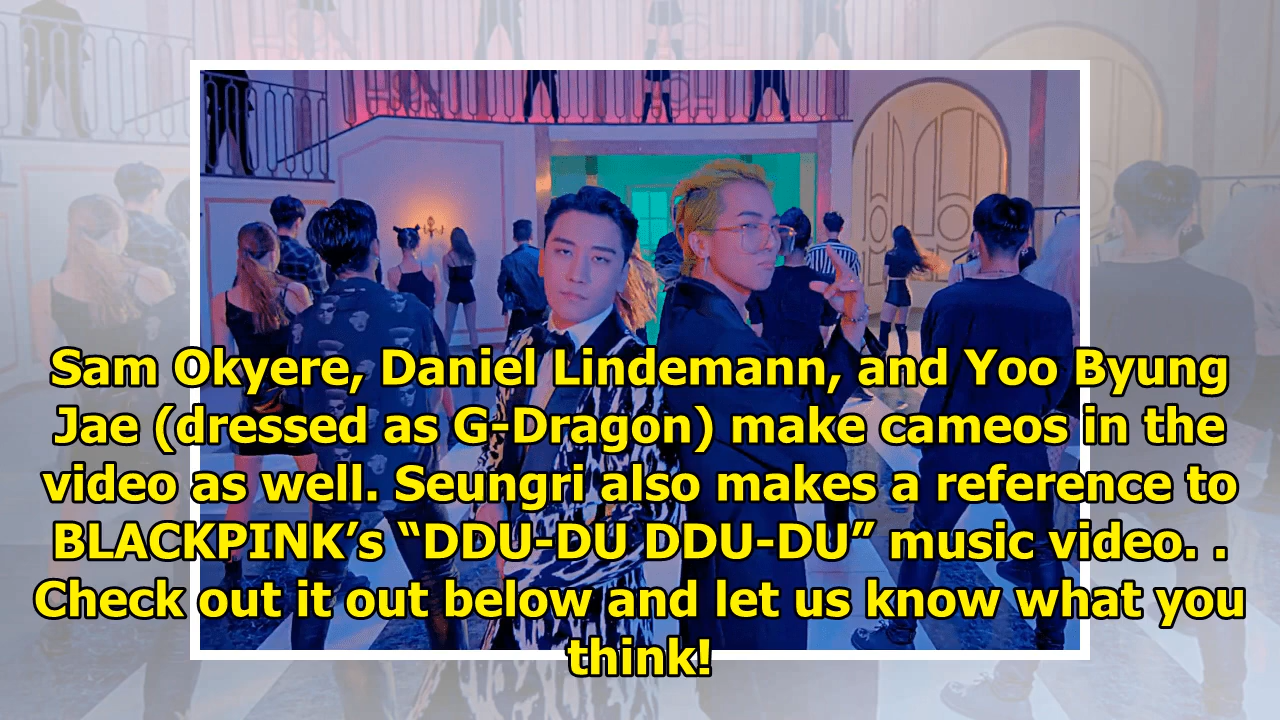 Sam Okyere, Daniel Lindemann, and Yoo Byung
Jae (dressed as G-Dragon) make cameos in the
video as well. Seungri also makes a reference to
BLACKPINK’s “DDU-DU DDU-DU” music video. .
Check out it out below and let us know what you
think!